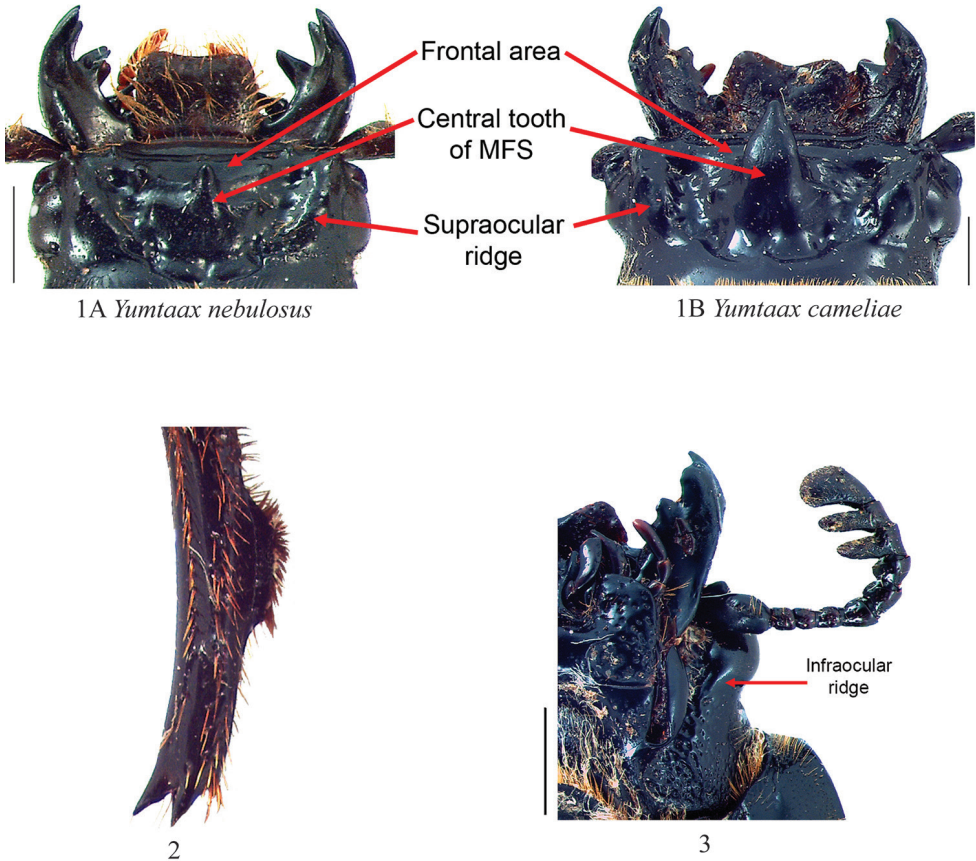 Frontal area
Central tooth
of MFS
Supraocular
ridge
1A Yumtaax nebulosus
1B Yumtaax cameliae
Infraocular
ridge
2
3